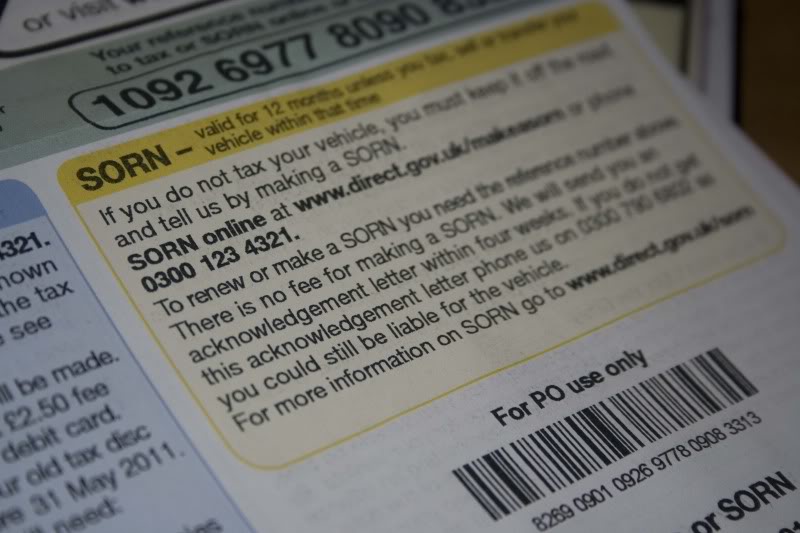 or visit w
Your reference num
to tax or SORN online o
1092 6977 8090 8
SORN – valid for 12 months unless you tax, sell or transfer your
vehicle within that time
If you do not tax your vehicle, you must keep it off the road
and tell us by making a SORN.
SORN online at www.direct.gov.uk/makeasorn or phone
0300 123 4321.
To renew or make a SORN you need the reference number above.
There is no fee for making a SORN. We will send you an
acknowledgement letter within four weeks. If you do not get
this acknowledgement letter phone us on 0300 790 6802 as
you could still be liable for the vehicle.
For more information on SORN go to www.direct.gov.uk/sorn
4321.
nown
the tax
e see
ll be made.
£2.50 fee
debit card.
ur old tax disc
re 31 May 2011.
need:
For PO use only
8269 0901 0926 9778 0908 3313
or SORN